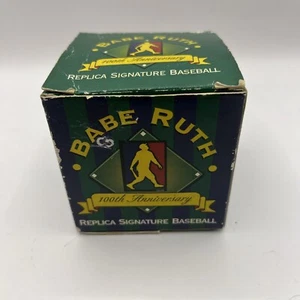 BABE RUTH
100th Anniversary
REPLICA SIGNATURE BASEBALL
BABE RUTH
100th Anniversary
REPLICA SIGNATURE BASEBALL